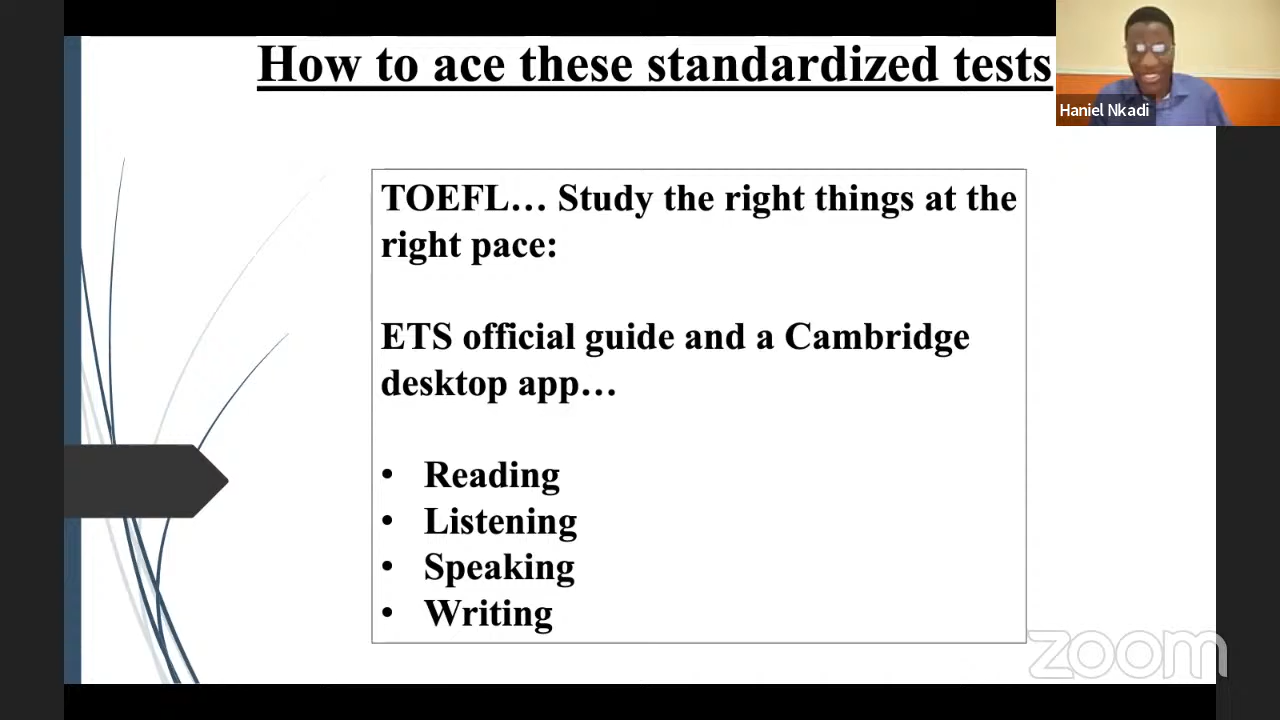 How to ace these standardized tests
Haniel Nkadi
TOEFL… Study the right things at the
right pace:
ETS official guide and a Cambridge
desktop app…
• Reading
• Listening
• Speaking
• Writing
zoom